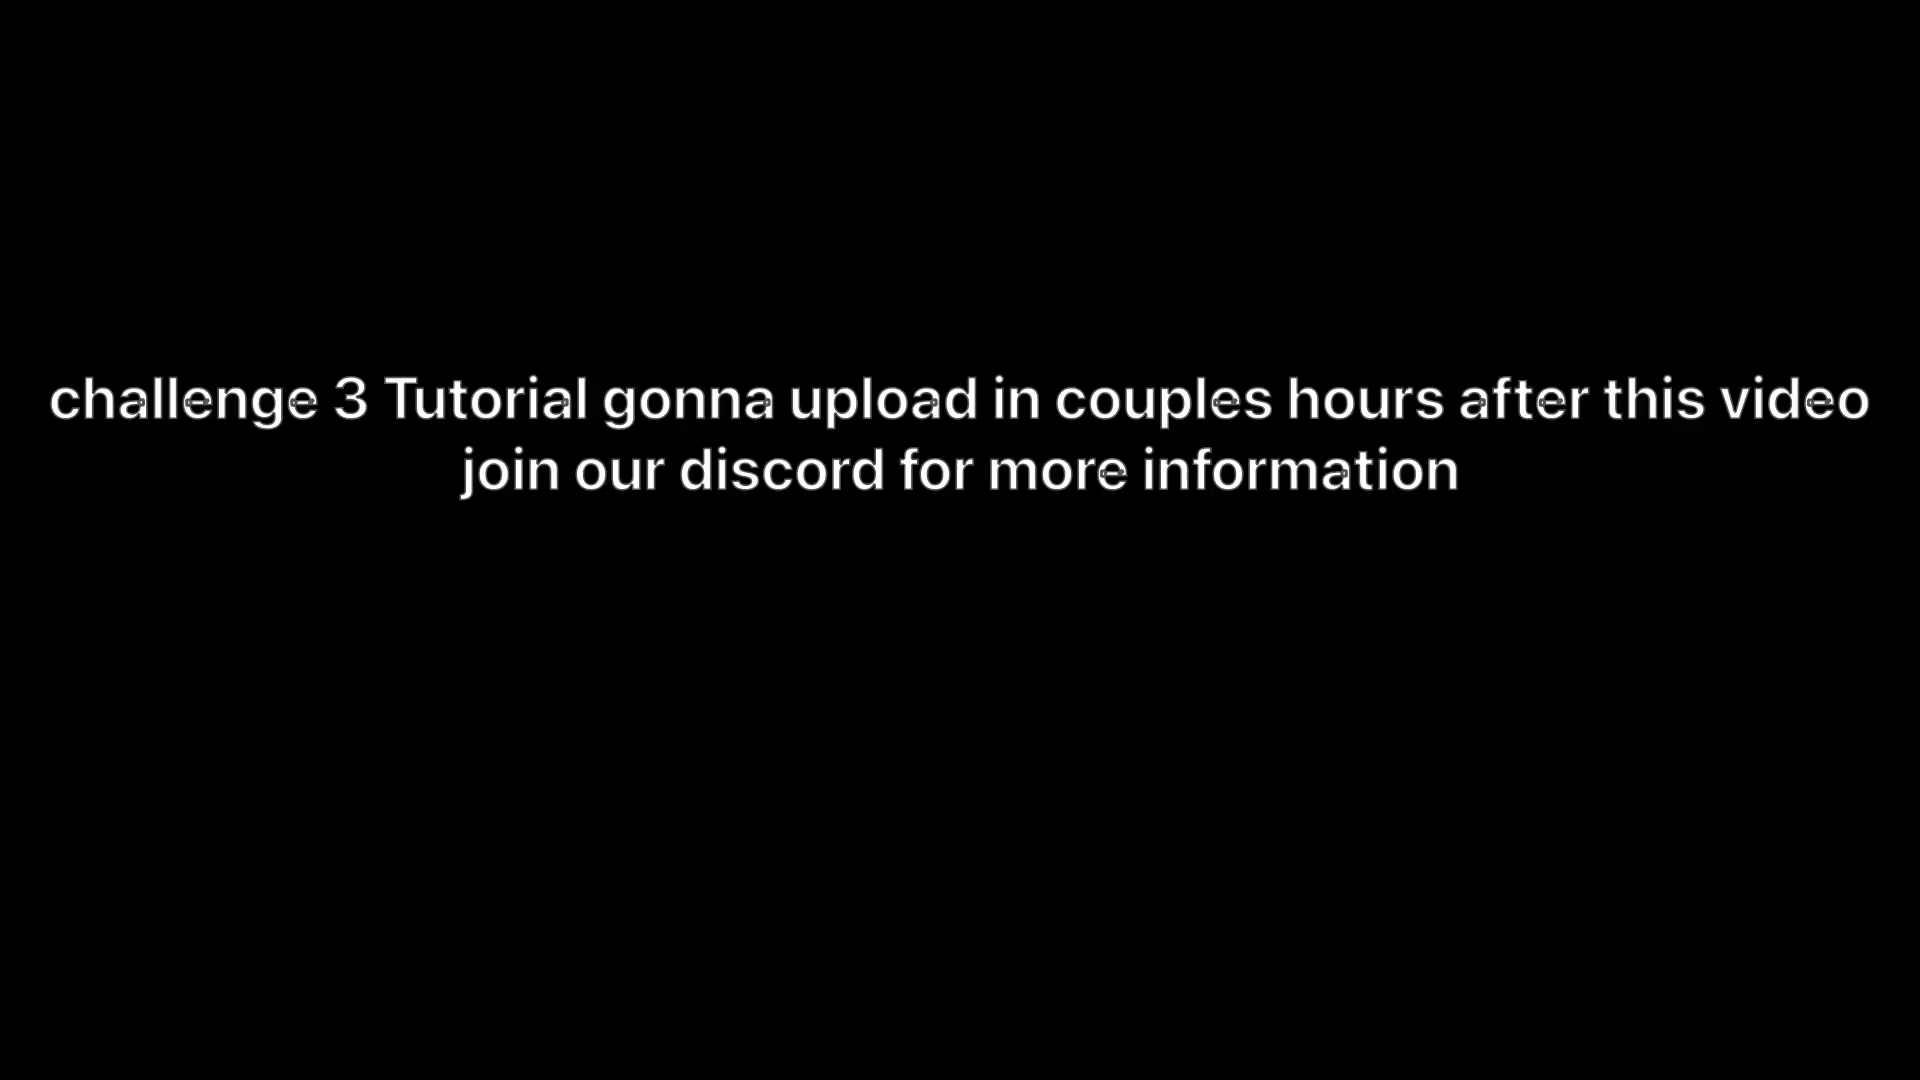 challenge 3 Tutorial gonna upload in couples hours after this video
join our discord for more information